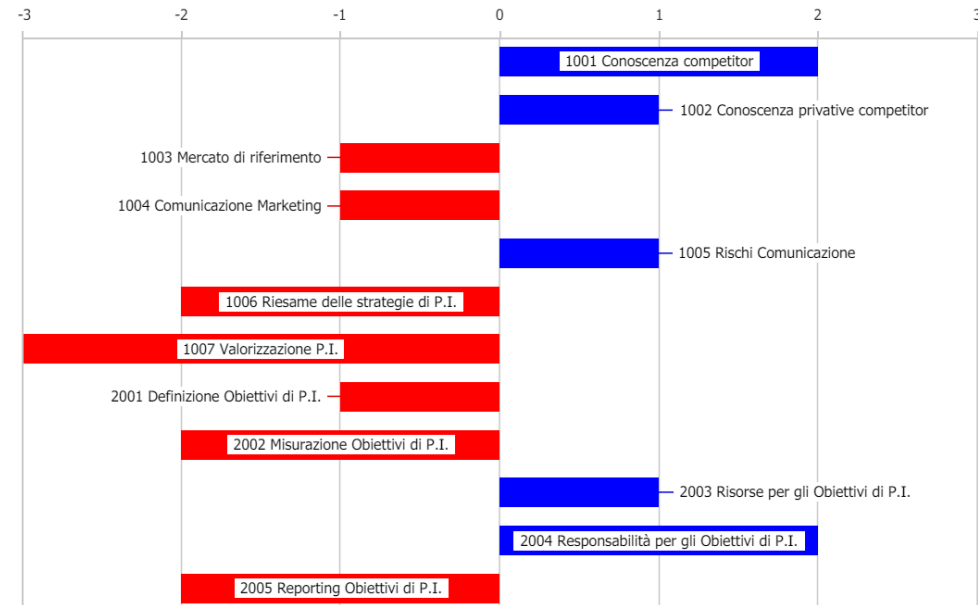 -3 -2 -1 0 1 2 3
1001 Conoscenza competitor
1002 Conoscenza privative competitor
1003 Mercato di riferimento
1004 Comunicazione Marketing
1005 Rischi Comunicazione
1006 Riesame delle strategie di P.I.
1007 Valorizzazione P.I.
2001 Definizione Obiettivi di P.I.
2002 Misurazione Obiettivi di P.I.
2003 Risorse per gli Obiettivi di P.I.
2004 Responsabilità per gli Obiettivi di P.I.
2005 Reporting Obiettivi di P.I.